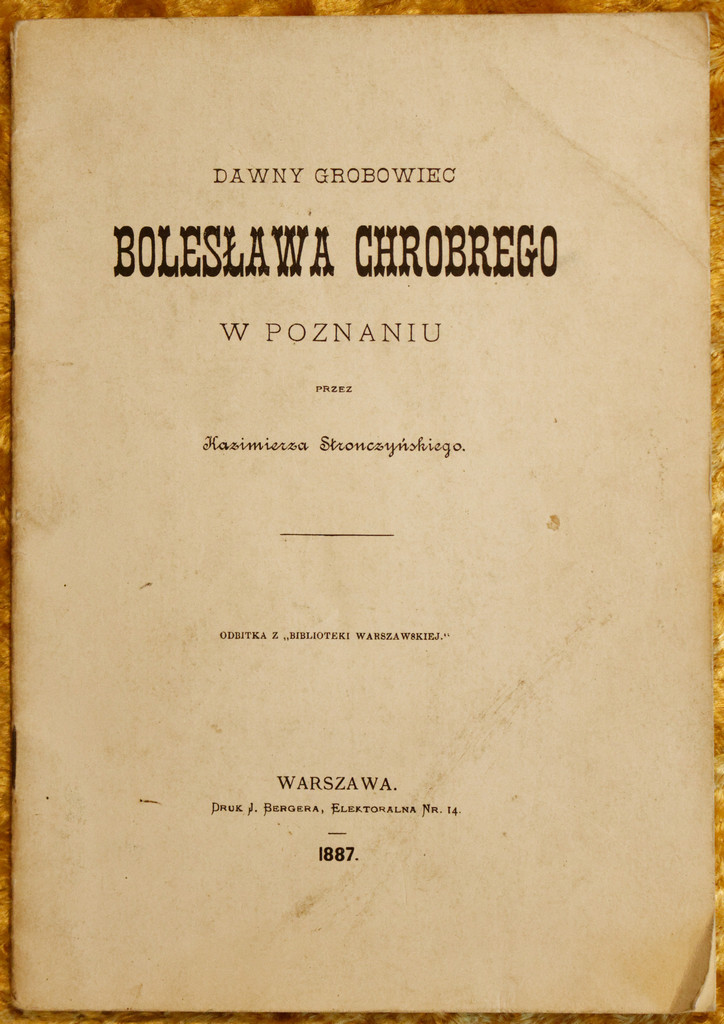 DAWNY GROBOWIEC
BOLESŁAWA CHROBREGO
W POZNANIU
PRZEZ
Kazimierza Stronczyńskiego.
ODBITKA Z „BIBLIOTEKI WARSZAWSKIEJ.“
WARSZAWA.
DRUK J. BERGERA, ELEKTORALNA NR. 14.
1887.